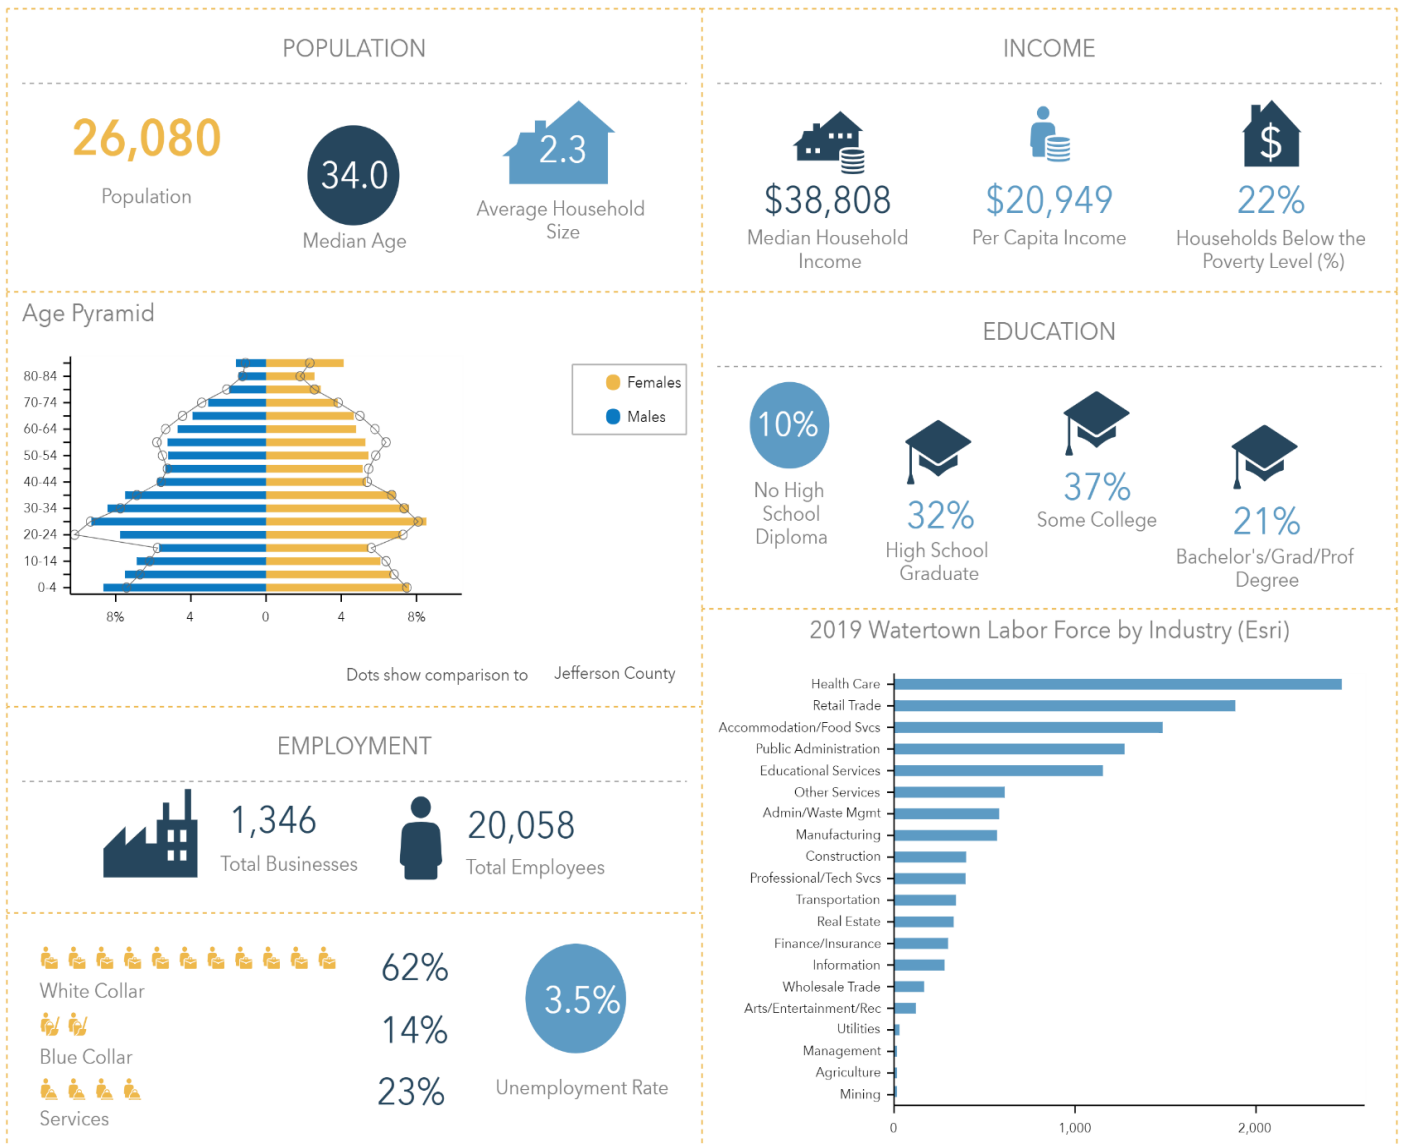 POPULATION
26,080
Population
34.0
Median Age
2.3
Average Household
Size
INCOME
$38,808
Median Household
Income
$20,949
Per Capita Income
$
22%
Households Below the
Poverty Level (%)
Age Pyramid
80-84
70-74
60-64
50-54
40-44
30-34
20-24
10-14
0-4
8%
4
0
4
8%
Females
Males
Dots show comparison to Jefferson County
EDUCATION
10%
No High
School
Diploma
32%
High School
Graduate
37%
Some College
21%
Bachelor's/Grad/Prof
Degree
EMPLOYMENT
1,346
Total Businesses
20,058
Total Employees
62%
White Collar
14%
Blue Collar
23%
Services
3.5%
Unemployment Rate
2019 Watertown Labor Force by Industry (Esri)
Health Care
Retail Trade
Accommodation/Food Svcs
Public Administration
Educational Services
Other Services
Admin/Waste Mgmt
Manufacturing
Construction
Professional/Tech Svcs
Transportation
Real Estate
Finance/Insurance
Information
Wholesale Trade
Arts/Entertainment/Rec
Utilities
Management
Agriculture
Mining
0
1,000
2,000